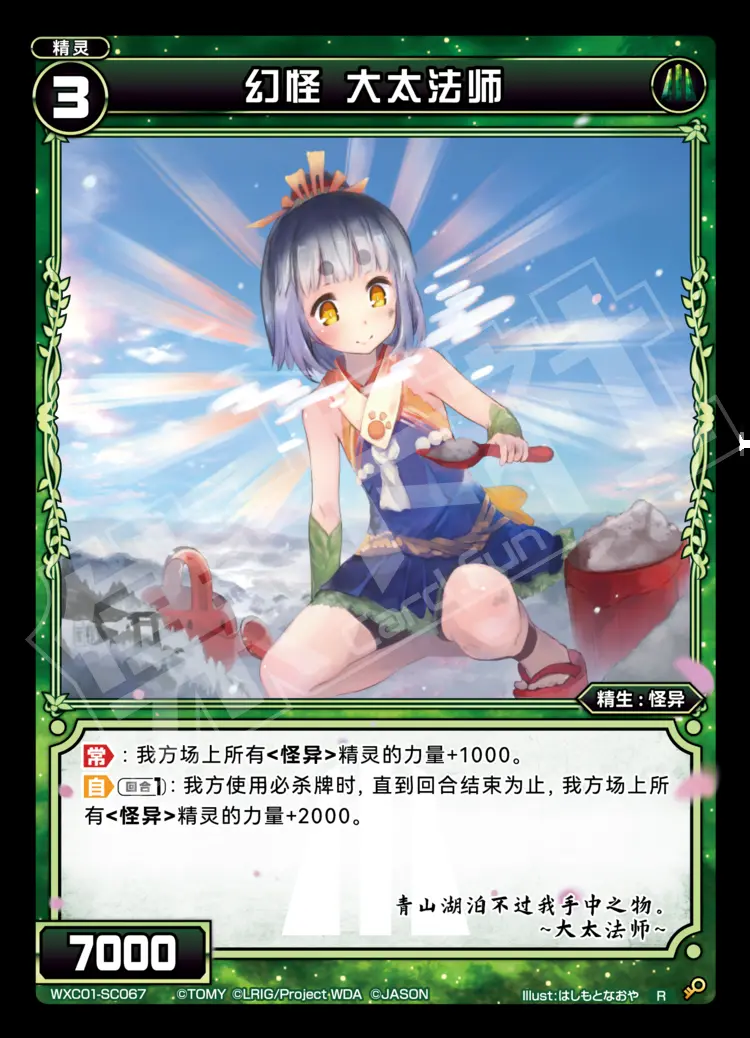 精灵
3
幻怪 大太法师
Card Fun
精生：怪异
常：我方场上所有<怪异>精灵的力量+1000。
自 回合1：我方使用必杀牌时，直到回合结束为止，我方场上所
有<怪异>精灵的力量+2000。
青山湖泊不过我手中之物。
~大太法师~
7000
WXC01-SC067 ©TOMY ©LRIG/Project WDA ©JASON Illust:はしもとなおや R